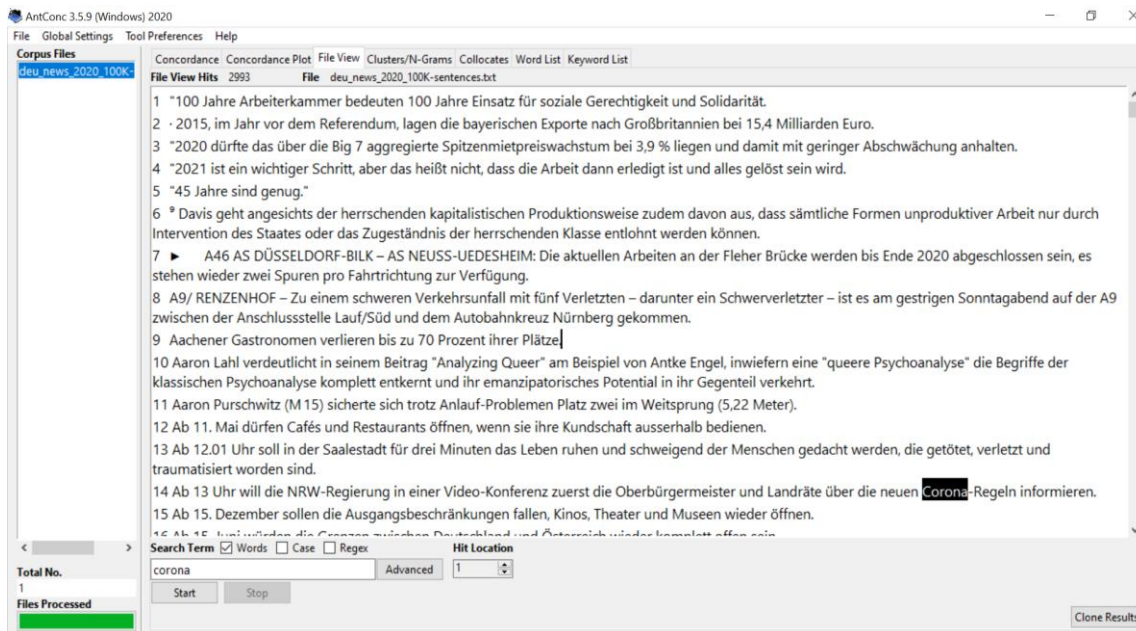 AntConc 3.5.9 (Windows) 2020
File Global Settings Tool Preferences Help
Corpus Files
deu_news_2020_100K-
Total No.
1
Files Processed
Concordance Concordance Plot File View Clusters/N-Grams Collocates Word List Keyword List
File View Hits 2993 File deu_news_2020_100K-sentences.txt
1 "100 Jahre Arbeiterkammer bedeuten 100 Jahre Einsatz für soziale Gerechtigkeit und Solidarität.
2 · 2015, im Jahr vor dem Referendum, lagen die bayerischen Exporte nach Großbritannien bei 15,4 Milliarden Euro.
3 "2020 dürfte das über die Big 7 aggregierte Spitzenmietpreiswachstum bei 3,9 % liegen und damit mit geringer Abschwächung anhalten.
4 "2021 ist ein wichtiger Schritt, aber das heißt nicht, dass die Arbeit dann erledigt ist und alles gelöst sein wird.
5 "45 Jahre sind genug."
6 ⁹ Davis geht angesichts der herrschenden kapitalistischen Produktionsweise zudem davon aus, dass sämtliche Formen unproduktiver Arbeit nur durch
Intervention des Staates oder das Zugeständnis der herrschenden Klasse entlohnt werden können.
7 ► A46 AS DÜSSELDORF-BILK – AS NEUSS-UEDESHEIM: Die aktuellen Arbeiten an der Fleher Brücke werden bis Ende 2020 abgeschlossen sein, es
stehen wieder zwei Spuren pro Fahrtrichtung zur Verfügung.
8 A9/ RENZENHOF – Zu einem schweren Verkehrsunfall mit fünf Verletzten – darunter ein Schwerverletzter – ist es am gestrigen Sonntagabend auf der A9
zwischen der Anschlussstelle Lauf/Süd und dem Autobahnkreuz Nürnberg gekommen.
9 Aachener Gastronomen verlieren bis zu 70 Prozent ihrer Plätze.
10 Aaron Lahl verdeutlicht in seinem Beitrag "Analyzing Queer" am Beispiel von Antke Engel, inwiefern eine "queere Psychoanalyse" die Begriffe der
klassischen Psychoanalyse komplett entkernt und ihr emanzipatorisches Potential in ihr Gegenteil verkehrt.
11 Aaron Purschwitz (M 15) sicherte sich trotz Anlauf-Problemen Platz zwei im Weitsprung (5,22 Meter).
12 Ab 11. Mai dürfen Cafés und Restaurants öffnen, wenn sie ihre Kundschaft ausserhalb bedienen.
13 Ab 12.01 Uhr soll in der Saalestadt für drei Minuten das Leben ruhen und schweigend der Menschen gedacht werden, die getötet, verletzt und
traumatisiert worden sind.
14 Ab 13 Uhr will die NRW-Regierung in einer Video-Konferenz zuerst die Oberbürgermeister und Landräte über die neuen Corona-Regeln informieren.
15 Ab 15. Dezember sollen die Ausgangsbeschränkungen fallen, Kinos, Theater und Museen wieder öffnen.
16 Ab 15. Juni würden die Grenzen zwischen Deutschland und Österreich wieder komplett offen sein.
Search Term Words Case Regex Hit Location
corona Advanced 1
Start Stop
Clone Results